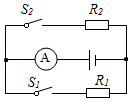 S₂ R₂
A
S₁ R₁